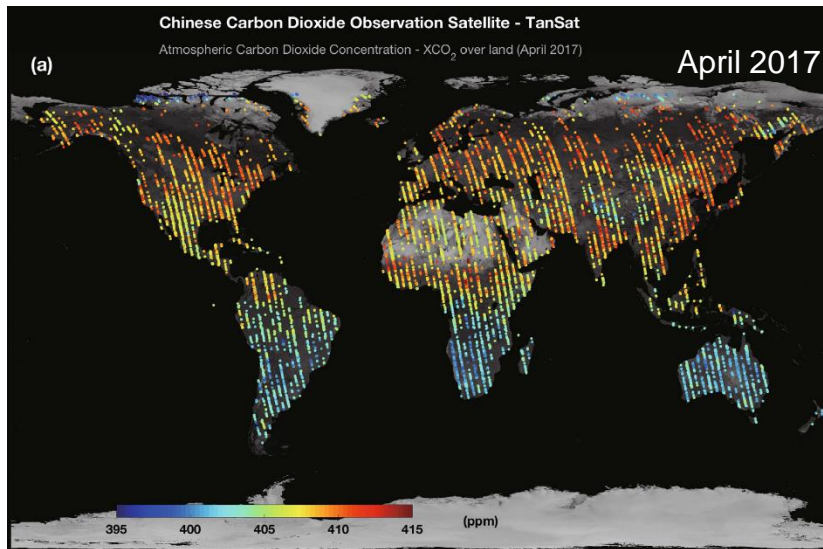 Chinese Carbon Dioxide Observation Satellite - TanSat
Atmospheric Carbon Dioxide Concentration - XCO₂ over land (April 2017)
(a)
April 2017
395 400 405 410 415 (ppm)